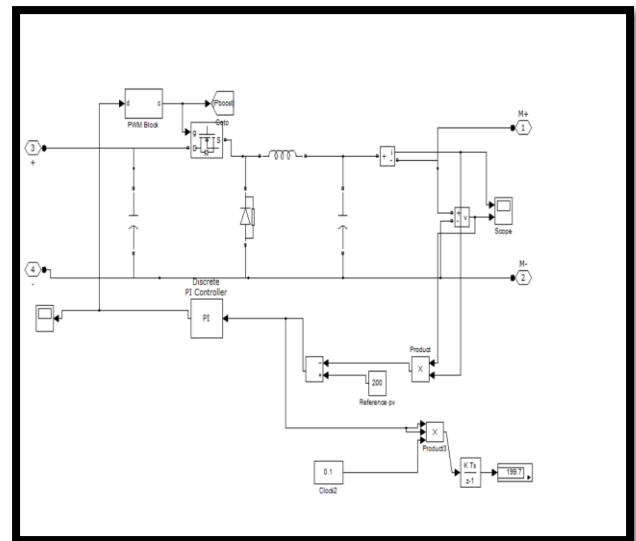 Pboost
d
o
PWM Block
Gato
g
D
S
3
+
+
-
i
M+
1
+
-
v
Scope
4
-
M-
2
Discrete
PI Controller
PI
-
+
200
Reference pv
Product
X
X
Product3
0.1
Clock2
K Ts
z-1
199.7